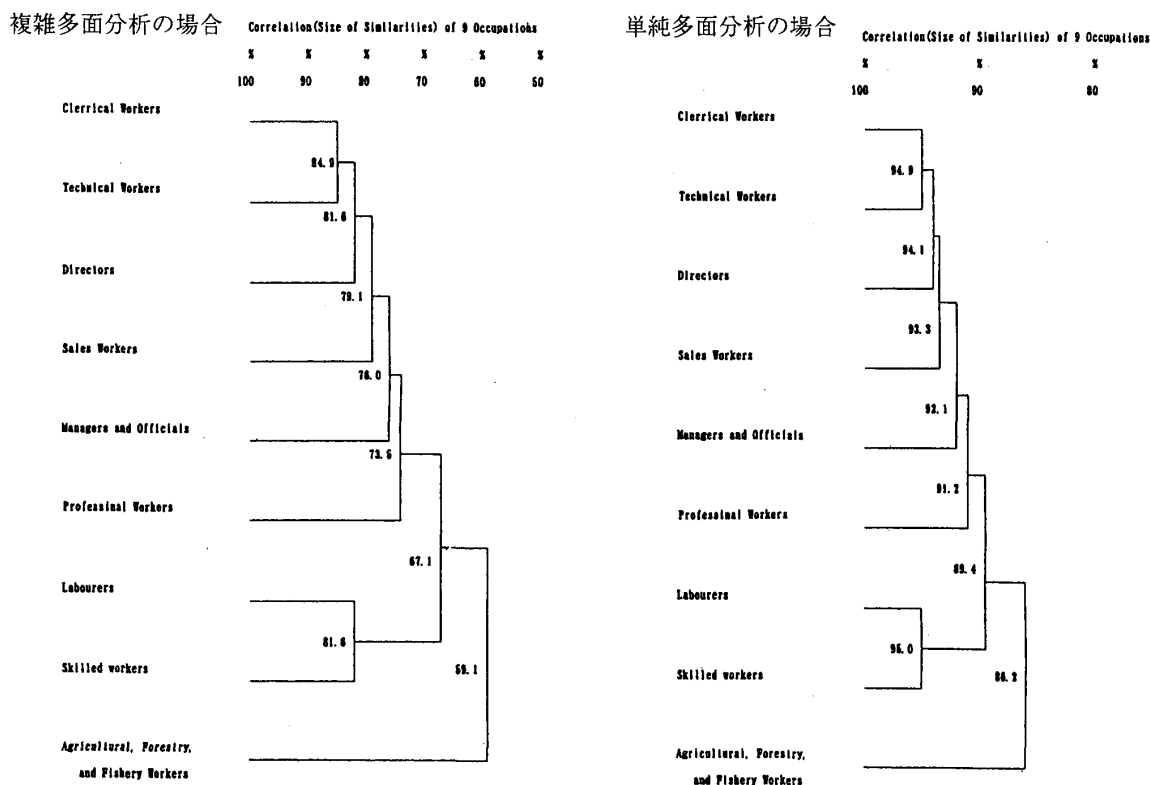 複雑多面分析の場合
Correlation(Size of Similarities) of 9 Occupations
% % % % % %
100 90 80 70 60 50
Clerrical Workers
84.9
Technical Workers
81.6
Directors
79.1
Sales Workers
76.0
Managers and Officials
73.5
Professinal Workers
67.1
Labourers
81.6
Skilled workers
59.1
Agricultural, Forestry,
and Fishery Workers
単純多面分析の場合
Correlation(Size of Similarities) of 9 Occupations
% % %
100 90 80
Clerrical Workers
94.9
Technical Workers
94.1
Directors
93.3
Sales Workers
92.1
Managers and Officials
91.2
Professinal Workers
89.4
Labourers
95.0
Skilled workers
86.2
Agricultural, Forestry,
and Fishery Workers